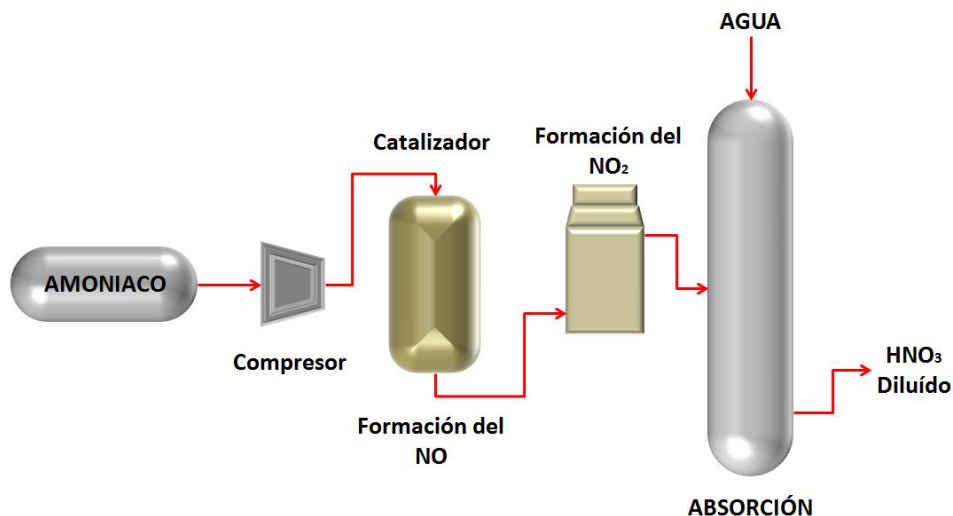 AGUA
Catalizador
Formación del
NO₂
AMONIACO
Compresor
Formación del
NO
HNO₃
Diluído
ABSORCIÓN